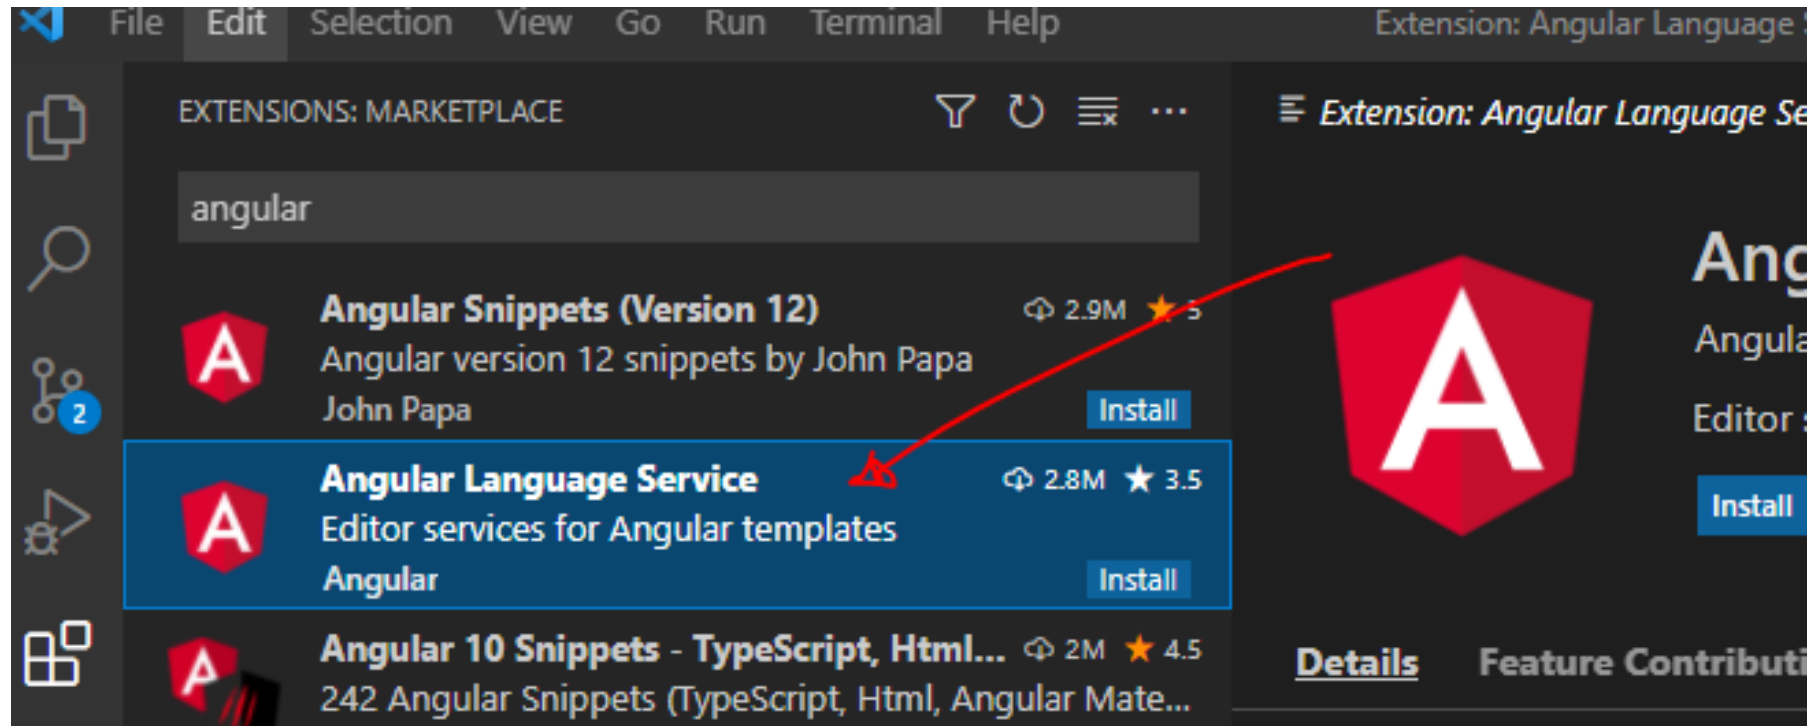 File Edit Selection View Go Run Terminal Help Extension: Angular Language
EXTENSIONS: MARKETPLACE
Extension: Angular Language Se
angular
Angular Snippets (Version 12) 2.9M 5
Angular version 12 snippets by John Papa
John Papa Install
Angular Language Service 2.8M 3.5
Editor services for Angular templates
Angular Install
Angular 10 Snippets - TypeScript, Html... 2M 4.5
242 Angular Snippets (TypeScript, Html, Angular Mate...
2
Ang
Angula
Editor
Install
Details Feature Contributi